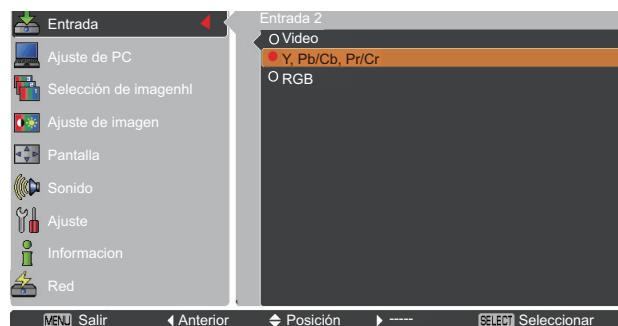 Entrada
Ajuste de PC
Selección de imagenhl
Ajuste de imagen
Pantalla
Sonido
Ajuste
Informacion
Red
Entrada 2
Video
Y, Pb/Cb, Pr/Cr
RGB
MENU Salir Anterior Posición ----- SELECT Seleccionar